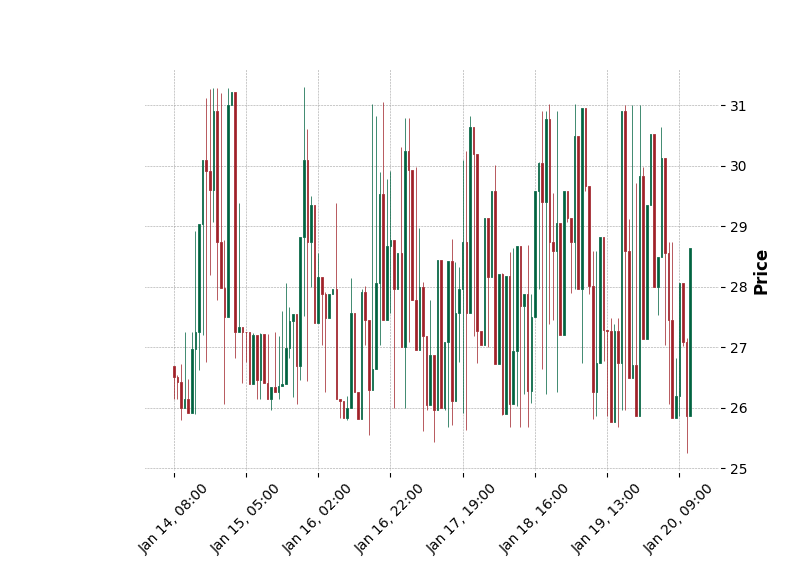 31
30
29
28
27
26
25
Price
Jan 14, 08:00
Jan 15, 05:00
Jan 16, 02:00
Jan 16, 22:00
Jan 17, 19:00
Jan 18, 16:00
Jan 19, 13:00
Jan 20, 09:00